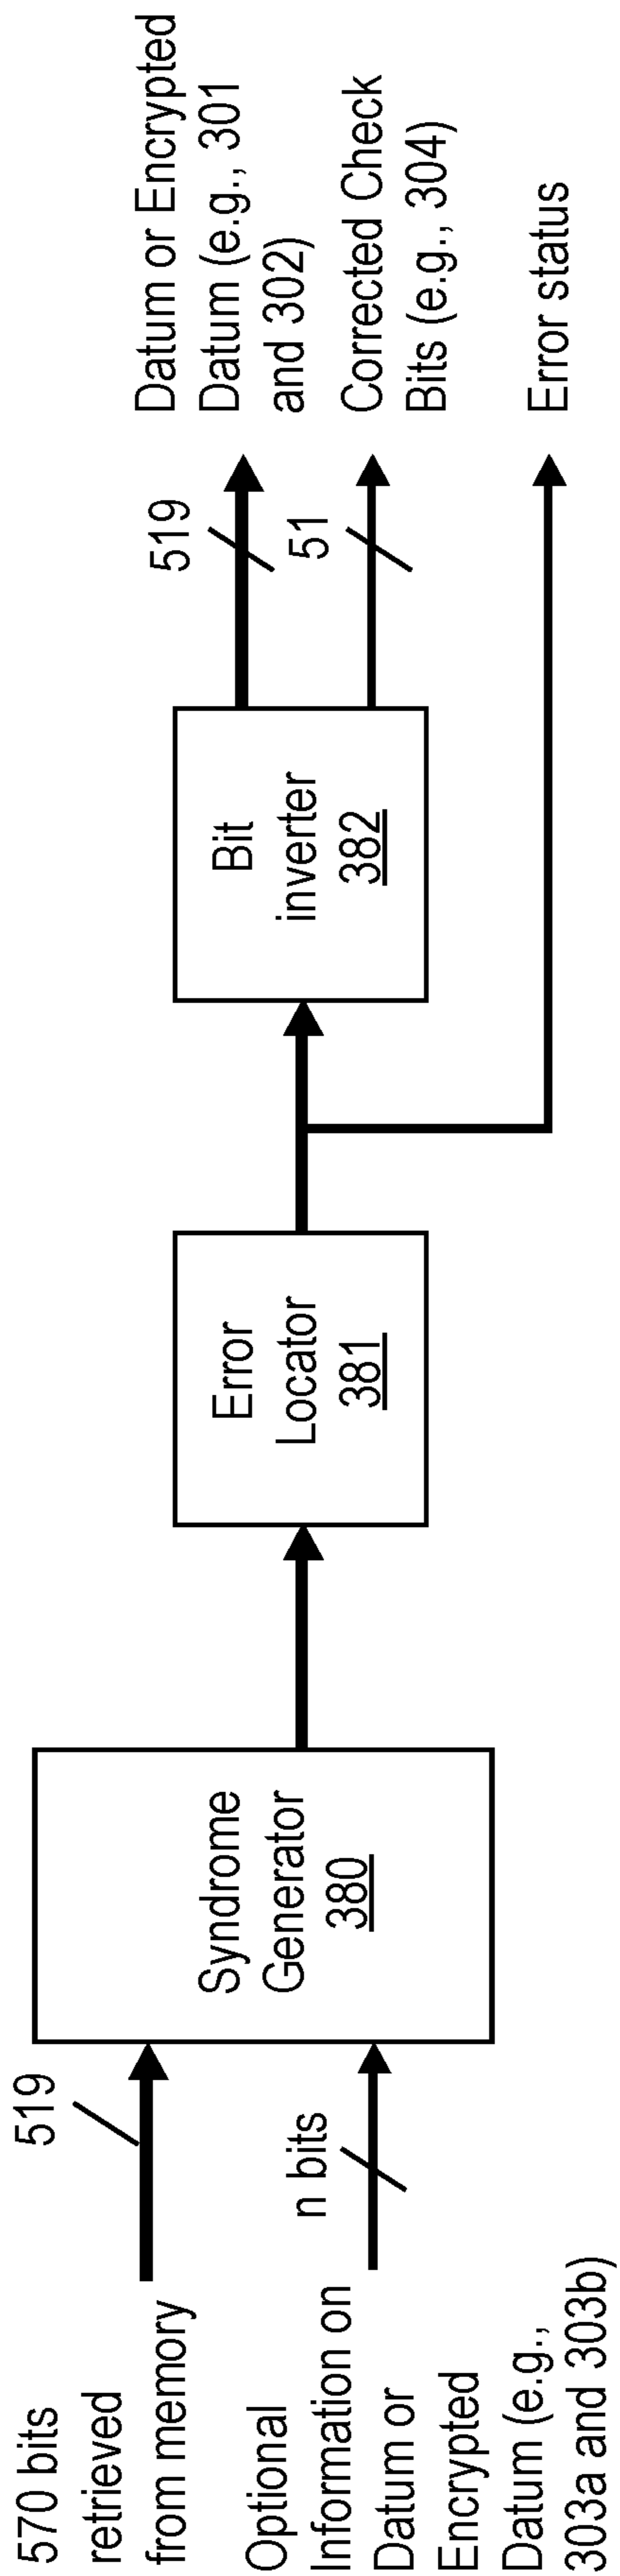 570 bits
retrieved
from memory
519
Optional
Information on
Datum or
Encrypted
Datum (e.g.,
303a and 303b)
n bits
Syndrome
Generator
380
Error
Locator
381
Bit
inverter
382
519
Datum or Encrypted
Datum (e.g., 301
and 302)
51
Corrected Check
Bits (e.g., 304)
Error status